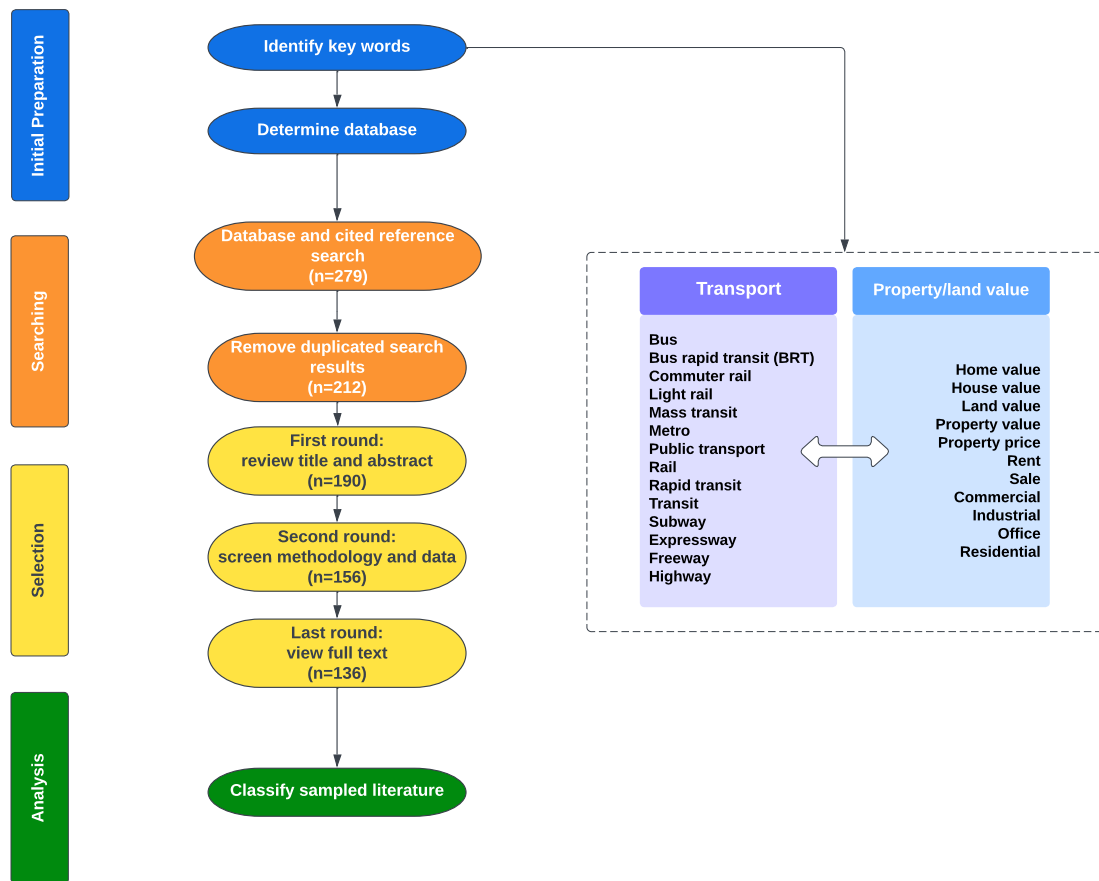 Initial Preparation
Identify key words
Determine database
Searching
Database and cited reference
search
(n=279)
Remove duplicated search
results
(n=212)
Selection
First round:
review title and abstract
(n=190)
Second round:
screen methodology and data
(n=156)
Last round:
view full text
(n=136)
Analysis
Classify sampled literature
Transport
Bus
Bus rapid transit (BRT)
Commuter rail
Light rail
Mass transit
Metro
Public transport
Rail
Rapid transit
Transit
Subway
Expressway
Freeway
Highway
Property/land value
Home value
House value
Land value
Property value
Property price
Rent
Sale
Commercial
Industrial
Office
Residential